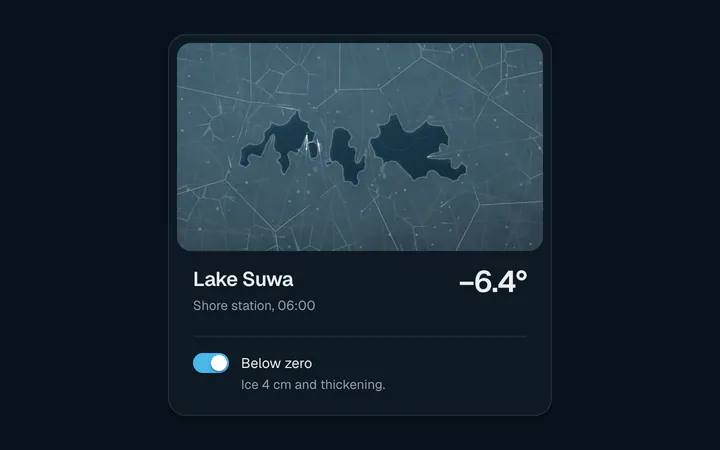 Lake Suwa
−6.4°
Shore station, 06:00
Below zero
Ice 4 cm and thickening.